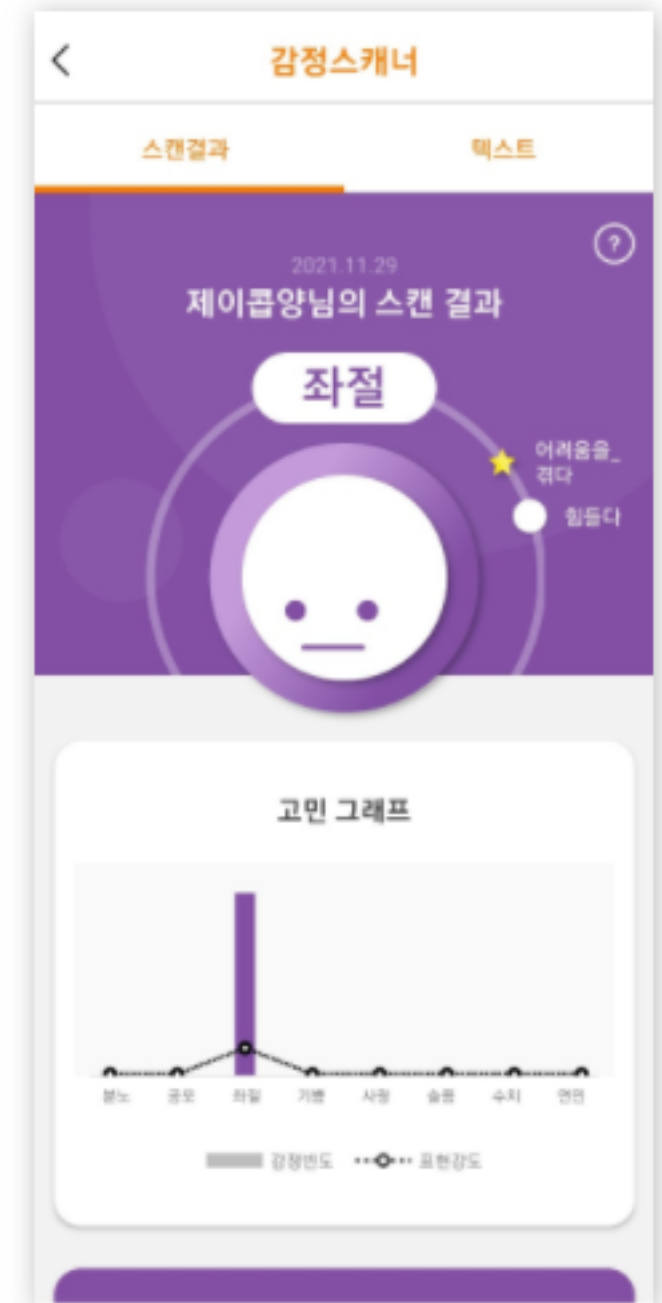 감정스캐너
스캔결과 텍스트
?
2021.11.29
제이콥양님의 스캔 결과
좌절
어려움을_
겪다
힘들다
고민 그래프
분노 공포 좌절 기쁨 사랑 슬픔 수치 연민
감정빈도 표현강도